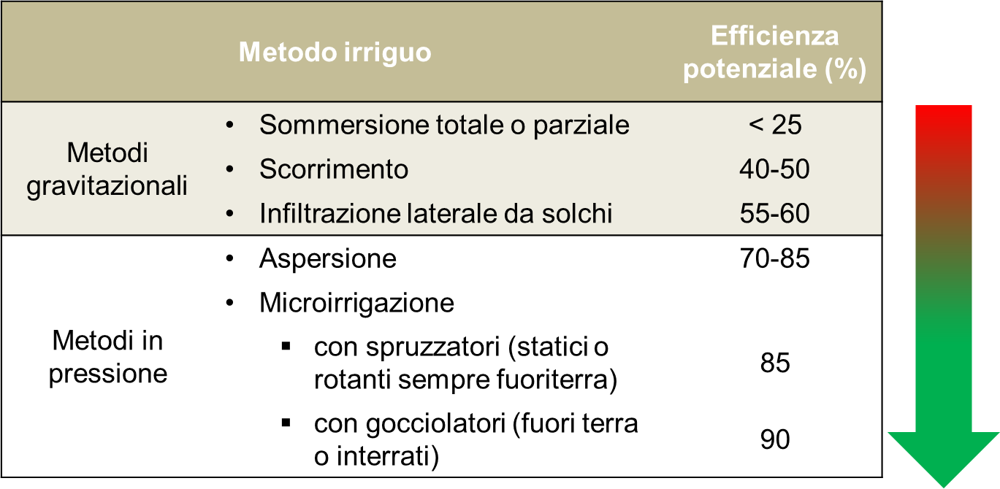 Metodo irriguo
Efficienza
potenziale (%)
Metodi
gravitazionali
• Sommersione totale o parziale
< 25
• Scorrimento
40-50
• Infiltrazione laterale da solchi
55-60
Metodi in
pressione
• Aspersione
70-85
• Microirrigazione
▪ con spruzzatori (statici o
rotanti sempre fuoriterra)
85
▪ con gocciolatori (fuori terra
o interrati)
90